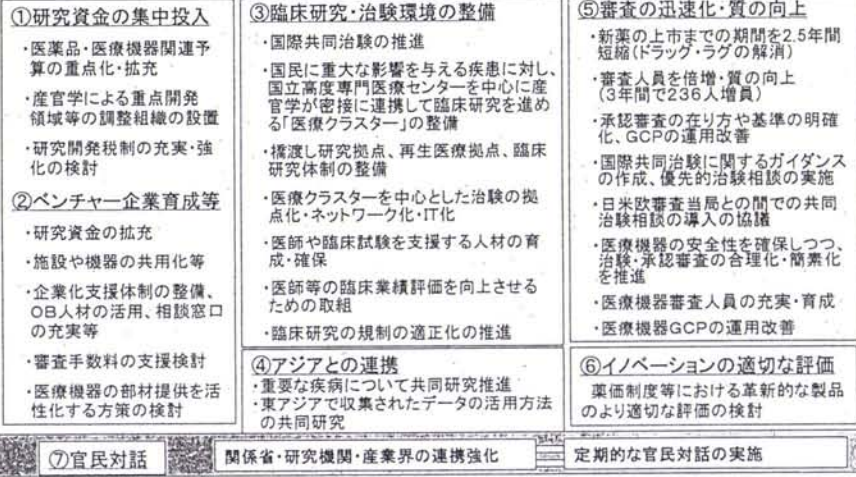 ①研究資金の集中投入
・医薬品・医療機器関連予
算の重点化・拡充
・産官学による重点開発
領域等の調整組織の設置
・研究開発税制の充実・強
化の検討
②ベンチャー企業育成等
・研究資金の拡充
・施設や機器の共用化等
・企業化支援体制の整備、
OB人材の活用、相談窓口
の充実等
・審査手数料の支援検討
・医療機器の部材提供を活
性化する方策の検討
③臨床研究・治験環境の整備
・国際共同治験の推進
・国民に重大な影響を与える疾患に対し、
国立高度専門医療センターを中心に産
官学が密接に連携して臨床研究を進め
る「医療クラスター」の整備
・橋渡し研究拠点、再生医療拠点、臨床
研究体制の整備
・医療クラスターを中心とした治験の拠
点化・ネットワーク化・IT化
・医師や臨床試験を支援する人材の育
成・確保
・医師等の臨床業績評価を向上させる
ための取組
・臨床研究の規制の適正化の推進
④アジアとの連携
・重要な疾病について共同研究推進
・東アジアで収集されたデータの活用方法
の共同研究
⑤審査の迅速化・質の向上
・新薬の上市までの期間を2.5年間
短縮(ドラッグ・ラグの解消)
・審査人員を倍増・質の向上
(3年間で236人増員)
・承認審査の在り方や基準の明確
化、GCPの運用改善
・国際共同治験に関するガイダンス
の作成、優先的治験相談の実施
・日米欧審査当局との間での共同
治験相談の導入の協議
・医療機器の安全性を確保しつつ、
治験・承認審査の合理化・簡素化
を推進
・医療機器審査人員の充実・育成
・医療機器GCPの運用改善
⑥イノベーションの適切な評価
薬価制度等における革新的な製品
のより適切な評価の検討
⑦官民対話
関係省・研究機関・産業界の連携強化
定期的な官民対話の実施